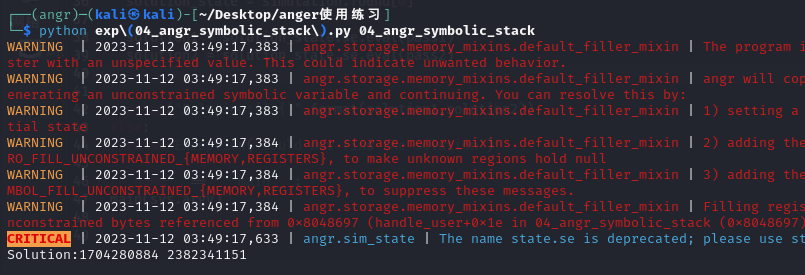 ┌──(angr)─(kali㉿kali)-[~/Desktop/anger使用练习]
└─$ python exp\(04_angr_symbolic_stack\).py 04_angr_symbolic_stack
WARNING | 2023-11-12 03:49:17,383 | angr.storage.memory_mixins.default_filler_mixin | The program i
ster with an unspecified value. This could indicate unwanted behavior.
WARNING | 2023-11-12 03:49:17,383 | angr.storage.memory_mixins.default_filler_mixin | angr will cop
enerating an unconstrained symbolic variable and continuing. You can resolve this by:
WARNING | 2023-11-12 03:49:17,383 | angr.storage.memory_mixins.default_filler_mixin | 1) setting a
tial state
WARNING | 2023-11-12 03:49:17,384 | angr.storage.memory_mixins.default_filler_mixin | 2) adding the
RO_FILL_UNCONSTRAINED_{MEMORY,REGISTERS}, to make unknown regions hold null
WARNING | 2023-11-12 03:49:17,384 | angr.storage.memory_mixins.default_filler_mixin | 3) adding the
MBOL_FILL_UNCONSTRAINED_{MEMORY,REGISTERS}, to suppress these messages.
WARNING | 2023-11-12 03:49:17,384 | angr.storage.memory_mixins.default_filler_mixin | Filling regis
nconstrained bytes referenced from 0×8048697 (handle_user+0×1e in 04_angr_symbolic_stack (0×8048697)
CRITICAL | 2023-11-12 03:49:17,633 | angr.sim_state | The name state.se is deprecated; please use st
Solution:1704280884 2382341151